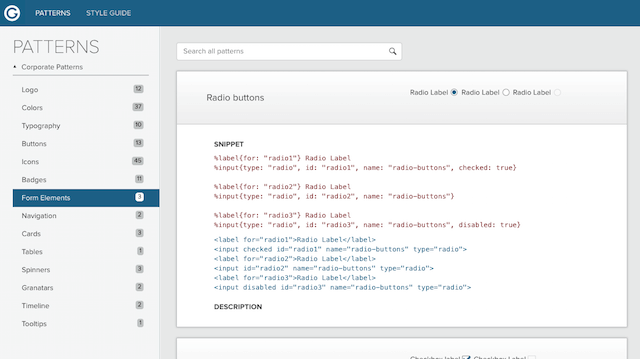 G PATTERNS STYLE GUIDE
PATTERNS
Corporate Patterns
Logo 12
Colors 37
Typography 10
Buttons 13
Icons 45
Badges 11
Form Elements 3
Navigation 2
Cards 3
Tables 1
Spinners 3
Granatars 2
Timeline 2
Tooltips 1
Search all patterns
Radio buttons
Radio Label Radio Label Radio Label
SNIPPET
%label{for: "radio1"} Radio Label
%input{type: "radio", id: "radio1", name: "radio-buttons", checked: true}
%label{for: "radio2"} Radio Label
%input{type: "radio", id: "radio2", name: "radio-buttons"}
%label{for: "radio3"} Radio Label
%input{type: "radio", id: "radio3", name: "radio-buttons", disabled: true}
<label for="radio1">Radio Label</label>
<input checked id="radio1" name="radio-buttons" type="radio">
<label for="radio2">Radio Label</label>
<input id="radio2" name="radio-buttons" type="radio">
<label for="radio3">Radio Label</label>
<input disabled id="radio3" name="radio-buttons" type="radio">
DESCRIPTION
Checkbox label Checkbox Label